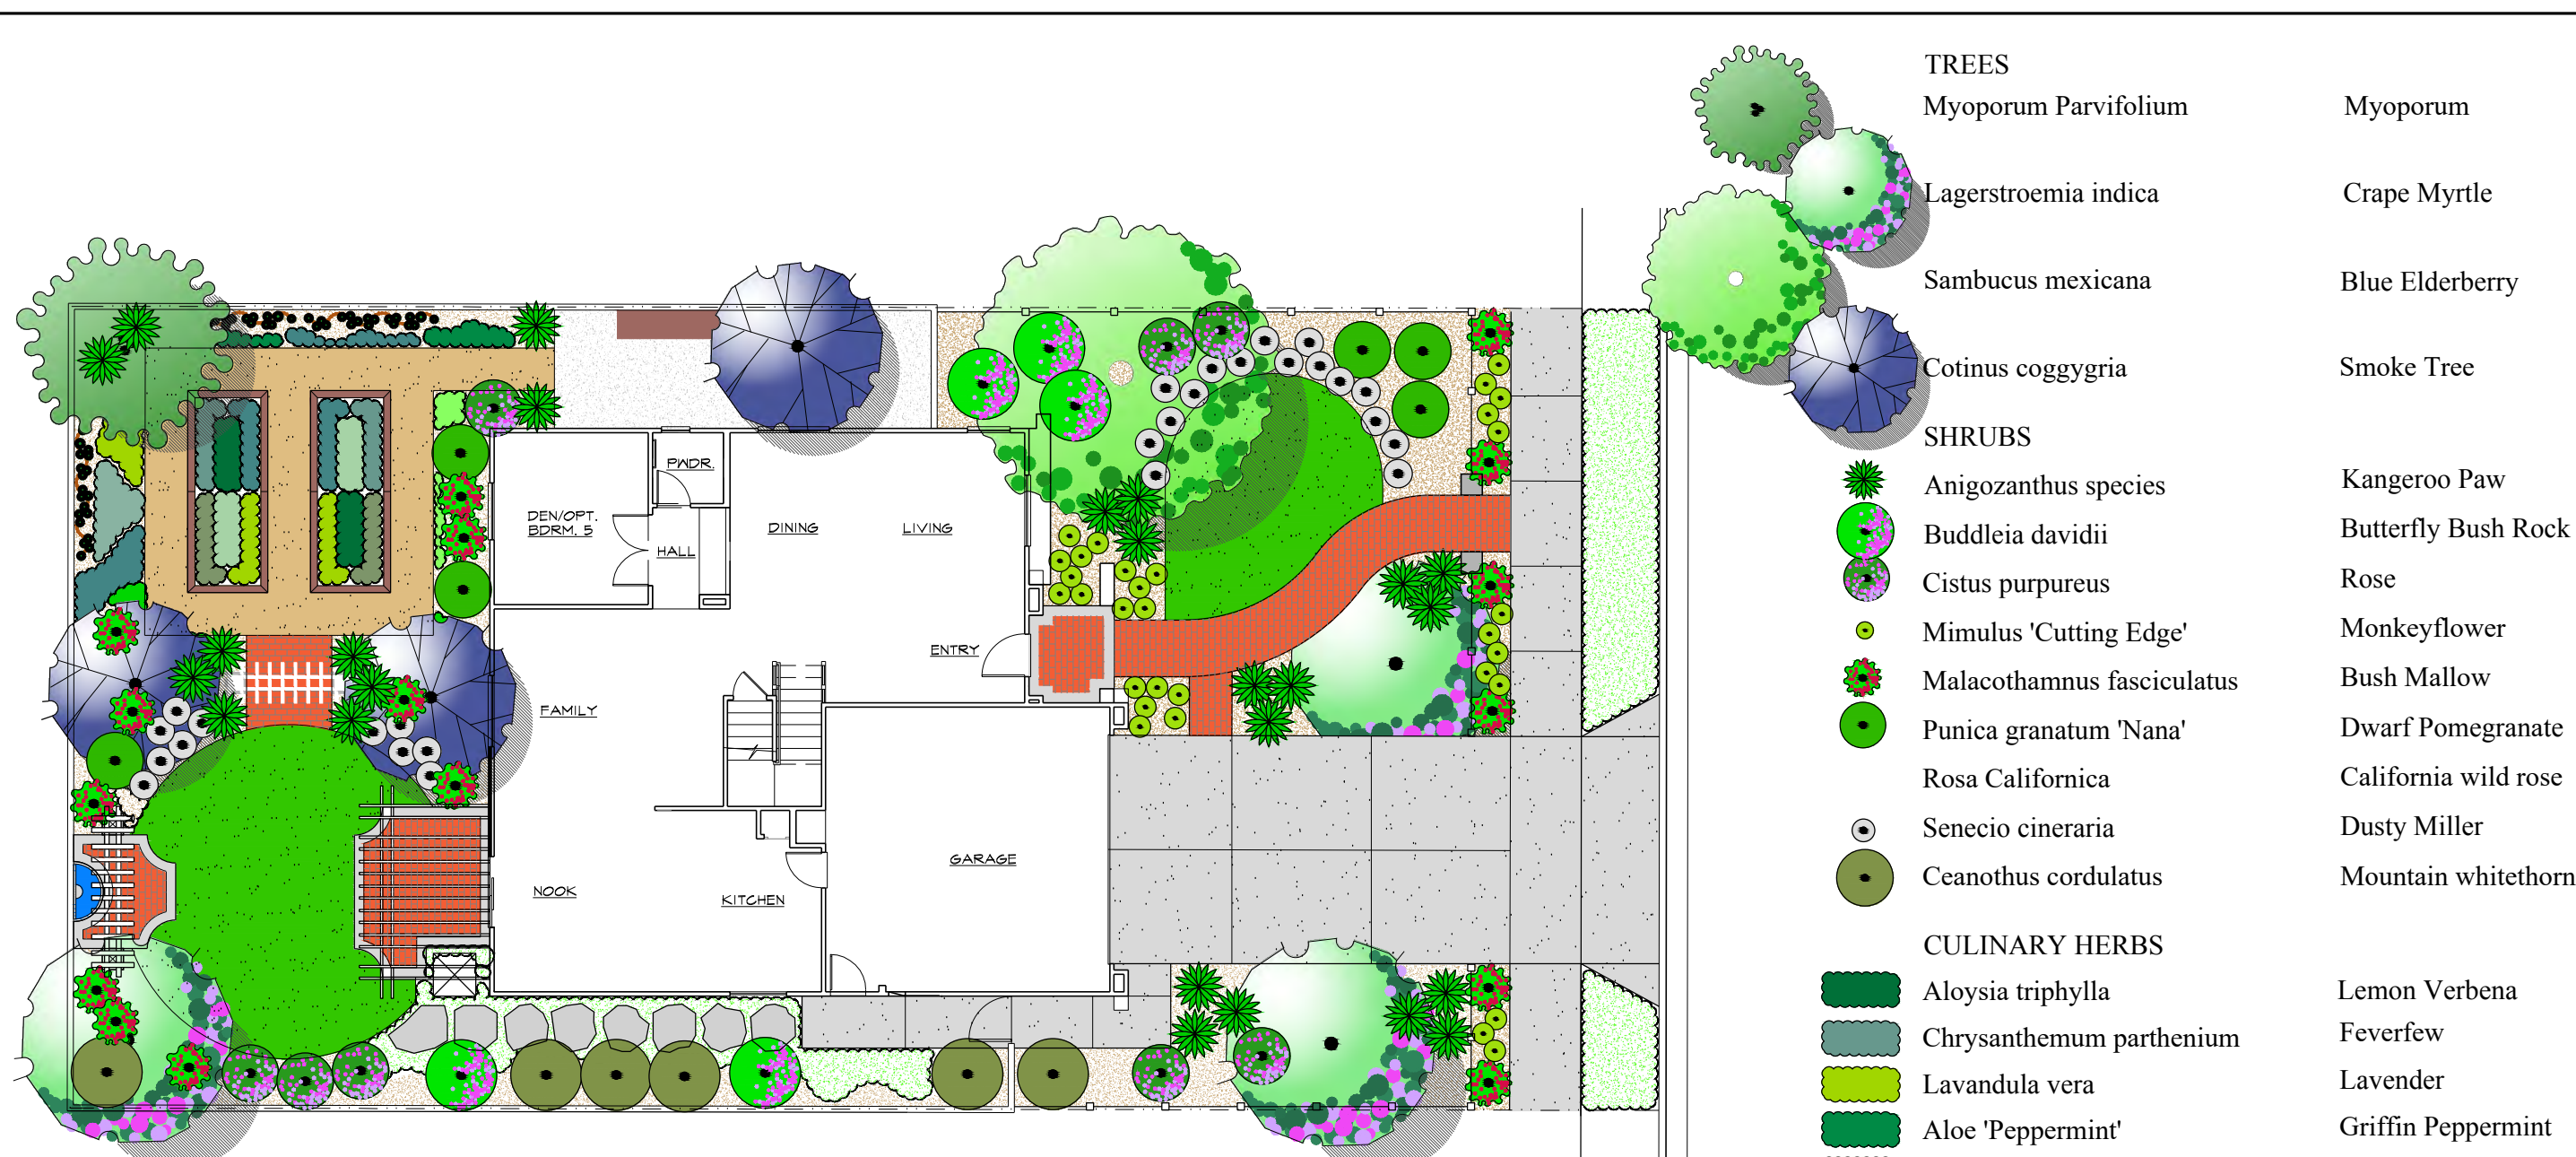 TREES
Myoporum Parvifolium Myoporum
Lagerstroemia indica Crape Myrtle
Sambucus mexicana Blue Elderberry
Cotinus coggygria Smoke Tree
SHRUBS
Anigozanthus species Kangeroo Paw
Buddleia davidii Butterfly Bush Rock
Cistus purpureus Rose
Mimulus 'Cutting Edge' Monkeyflower
Malacothamnus fasciculatus Bush Mallow
Punica granatum 'Nana' Dwarf Pomegranate
Rosa Californica California wild rose
Senecio cineraria Dusty Miller
Ceanothus cordulatus Mountain whitethorn
CULINARY HERBS
Aloysia triphylla Lemon Verbena
Chrysanthemum parthenium Feverfew
Lavandula vera Lavender
Aloe 'Peppermint' Griffin Peppermint
PWDR.
DEN/OPT.
BDRM. 5
HALL
DINING
LIVING
ENTRY
FAMILY
GARAGE
NOOK
KITCHEN